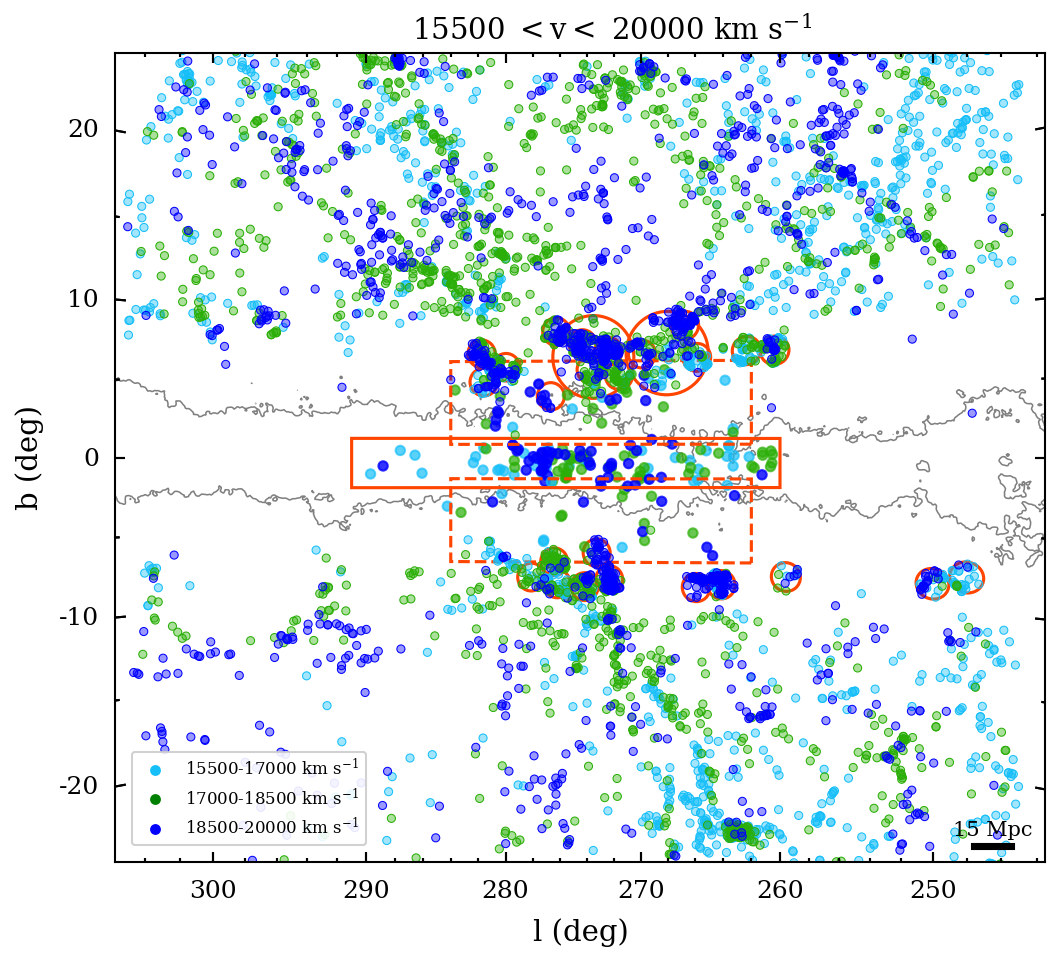 15500 < v < 20000 km s⁻¹
20
10
0
-10
-20
b (deg)
15500-17000 km s⁻¹
17000-18500 km s⁻¹
18500-20000 km s⁻¹
15 Mpc
300 290 280 270 260 250
l (deg)